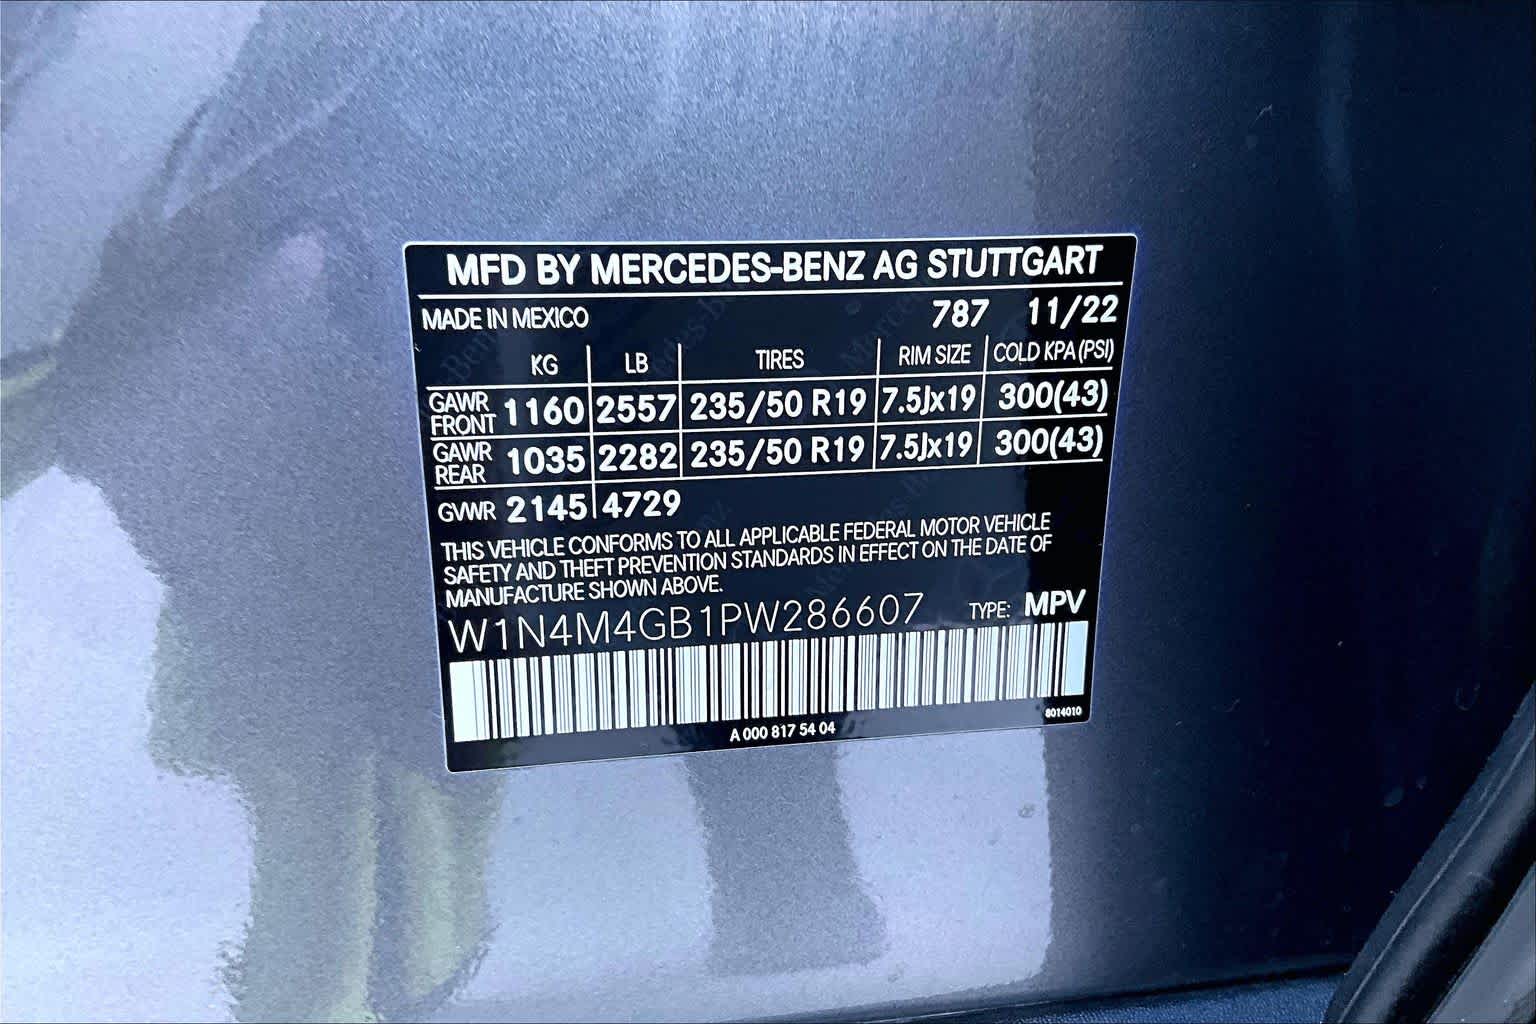 MFD BY MERCEDES-BENZ AG STUTTGART
MADE IN MEXICO 787 11/22
KG LB TIRES RIM SIZE COLD KPA (PSI)
GAWR FRONT 1160 2557 235/50 R19 7.5Jx19 300(43)
GAWR REAR 1035 2282 235/50 R19 7.5Jx19 300(43)
GVWR 2145 4729
THIS VEHICLE CONFORMS TO ALL APPLICABLE FEDERAL MOTOR VEHICLE
SAFETY AND THEFT PREVENTION STANDARDS IN EFFECT ON THE DATE OF
MANUFACTURE SHOWN ABOVE.
W1N4M4GB1PW286607 TYPE: MPV
8014010
A 000 817 54 04